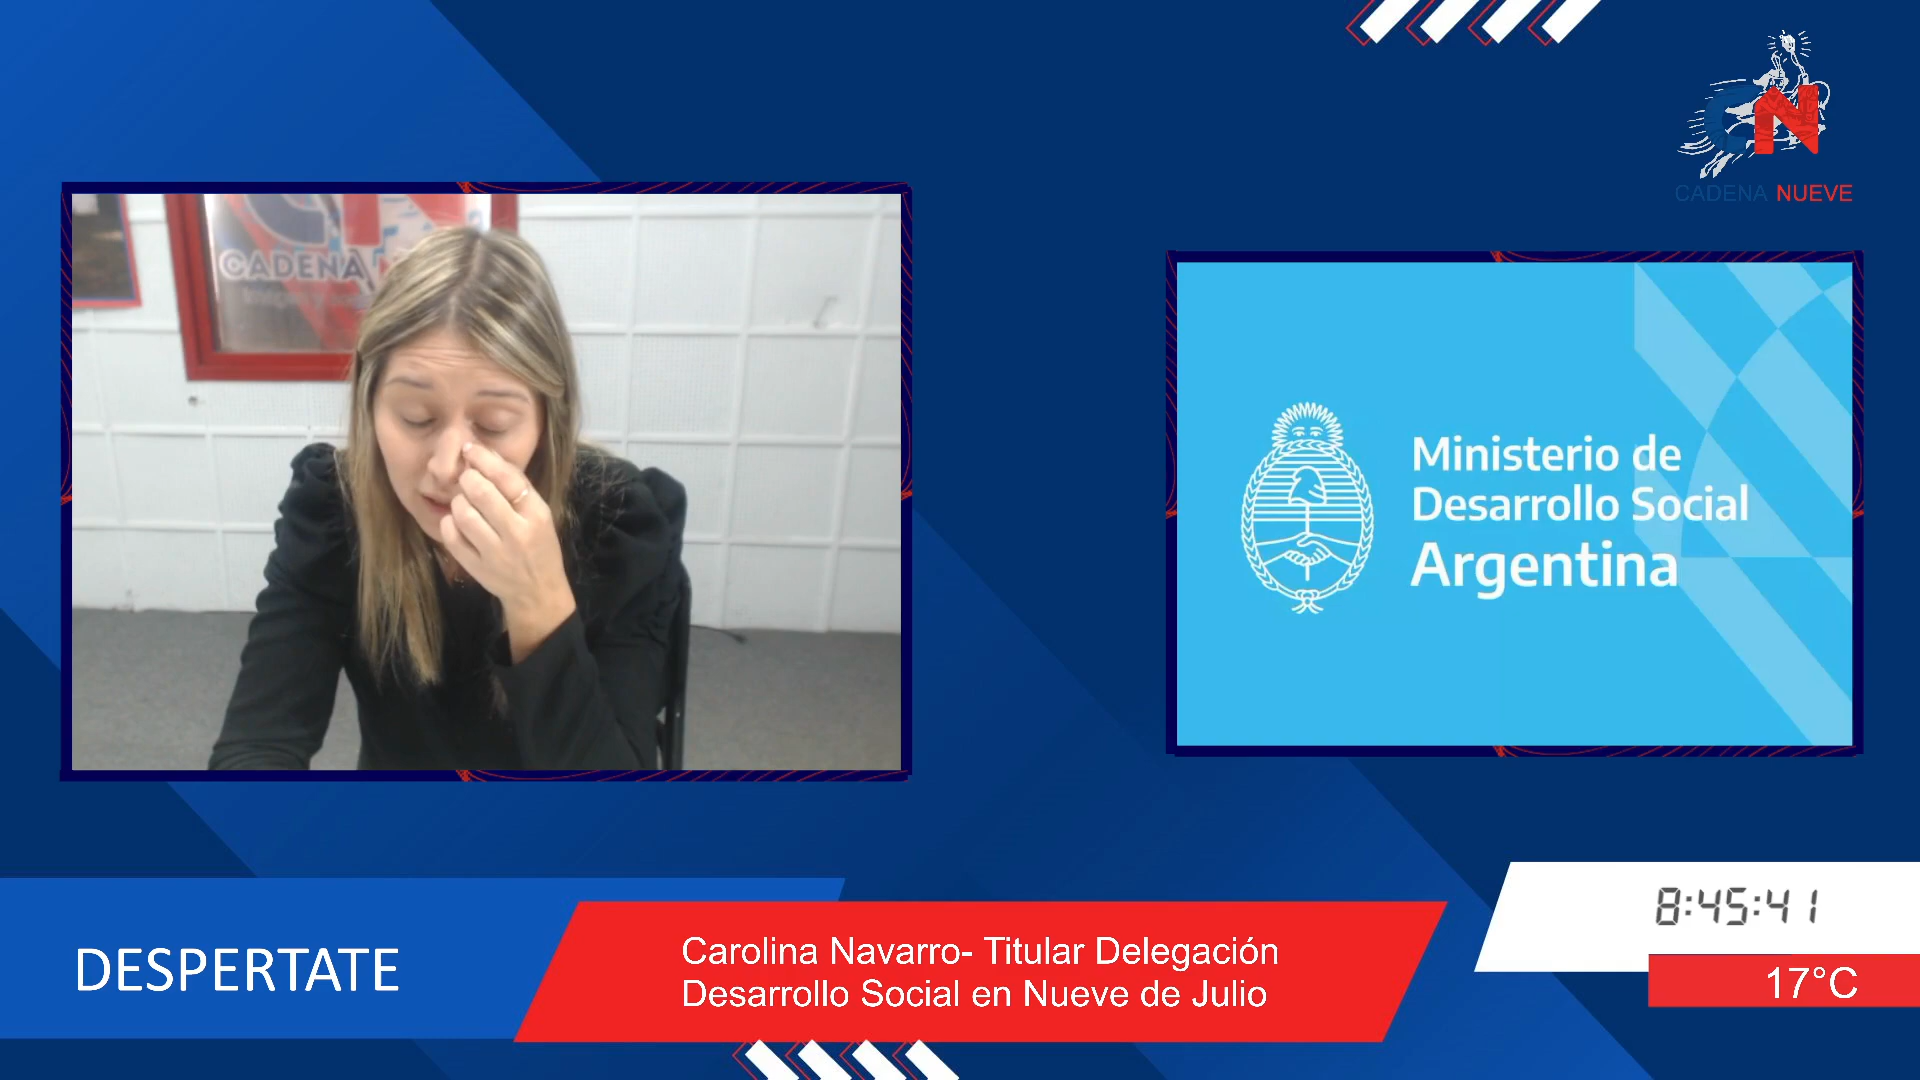 CADENA NUEVE
CADENA
Ministerio de
Desarrollo Social
Argentina
DESPERTATE
Carolina Navarro- Titular Delegación
Desarrollo Social en Nueve de Julio
8:45:41
17°C